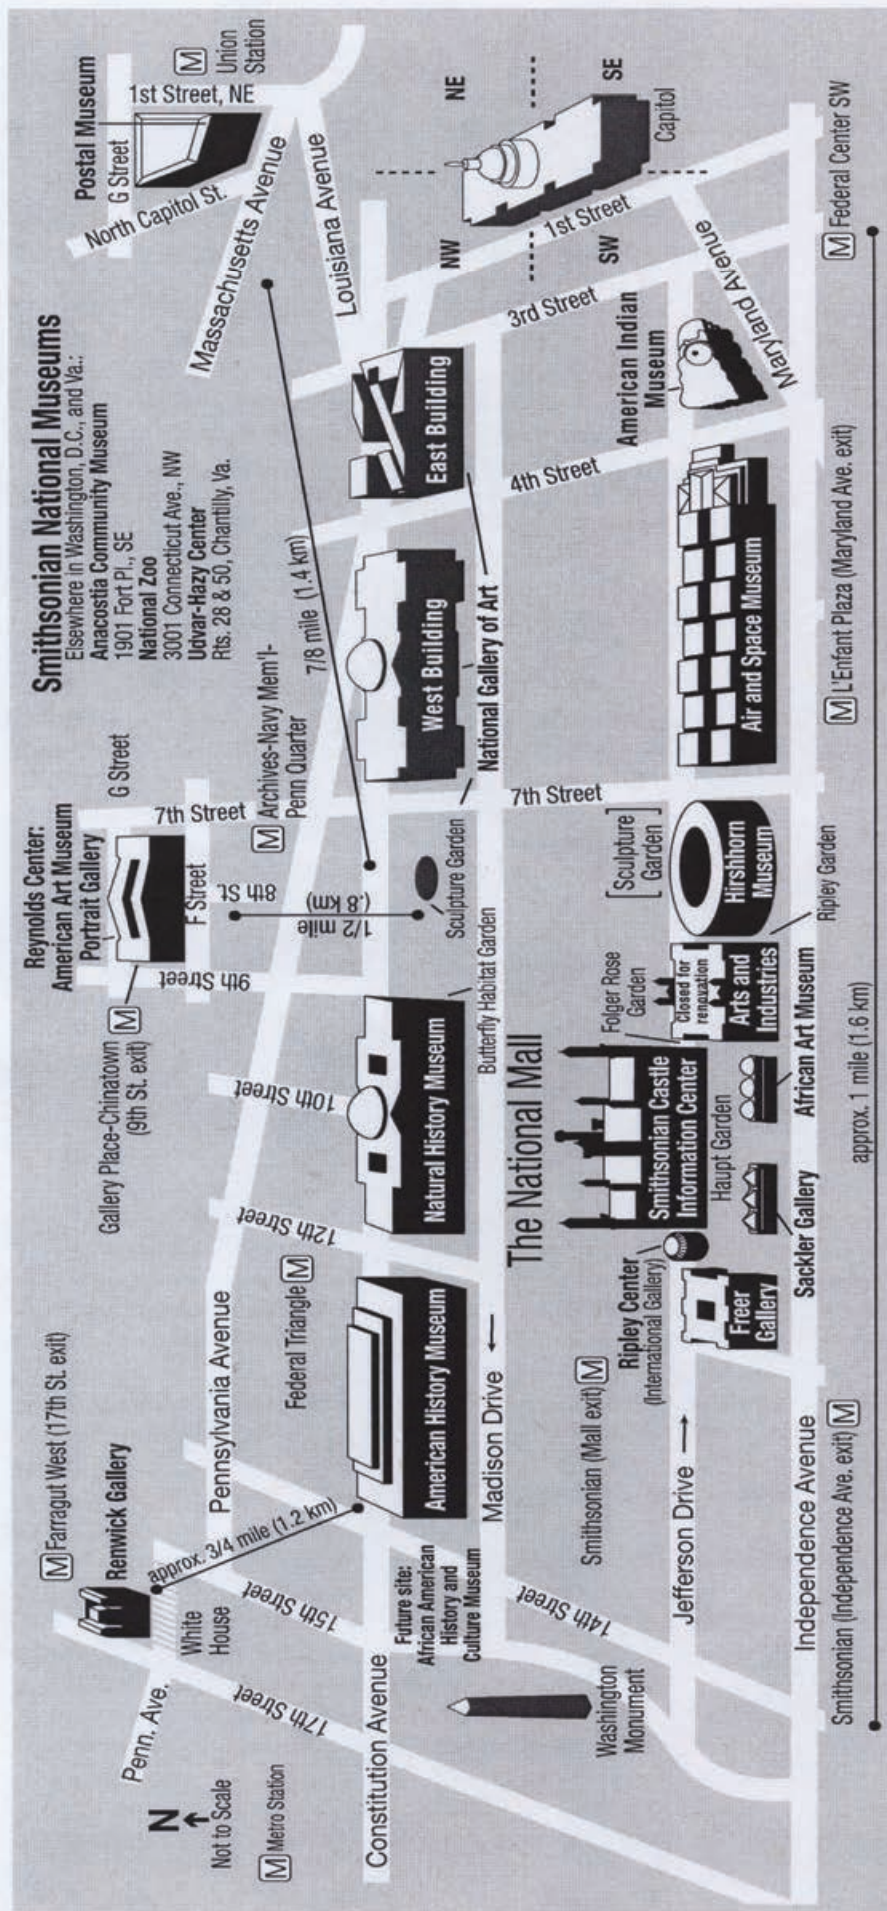 Smithsonian National Museums
Elsewhere in Washington, D.C., and Va.:
Anacostia Community Museum
1901 Fort Pl., SE
National Zoo
3001 Connecticut Ave., NW
Udvar-Hazy Center
Rts. 28 & 50, Chantilly, Va.
N
Not to Scale
M Metro Station
M Farragut West (17th St. exit)
Renwick Gallery
White
House
Penn. Ave.
17th Street
15th Street
approx. 3/4 mile (1.2 km)
Pennsylvania Avenue
Constitution Avenue
Federal Triangle M
12th Street
10th Street
9th Street
Gallery Place-Chinatown M
(9th St. exit)
Reynolds Center:
American Art Museum
Portrait Gallery
G Street
F Street
8th St.
7th Street
1/2 mile
(.8 km)
M Archives-Navy Mem'l-
Penn Quarter
7/8 mile (1.4 km)
Massachusetts Avenue
Louisiana Avenue
North Capitol St.
Postal Museum
G Street
1st Street, NE
M Union
Station
NW
NE
SW
SE
Capitol
1st Street
3rd Street
4th Street
Maryland Avenue
American History Museum
Natural History Museum
Butterfly Habitat Garden
Sculpture Garden
West Building
East Building
National Gallery of Art
Future site:
African American
History and
Culture Museum
Washington
Monument
14th Street
Madison Drive
The National Mall
7th Street
Smithsonian (Mall exit) M
Jefferson Drive
Ripley Center
(International Gallery)
Freer
Gallery
Smithsonian Castle
Information Center
Haupt Garden
Folger Rose
Garden
Closed for
renovation
Arts and
Industries
[Sculpture
Garden]
Hirshhorn
Museum
Ripley Garden
Air and Space Museum
American Indian
Museum
Sackler Gallery
African Art Museum
Independence Avenue
Smithsonian (Independence Ave. exit) M
M L'Enfant Plaza (Maryland Ave. exit)
M Federal Center SW
approx. 1 mile (1.6 km)